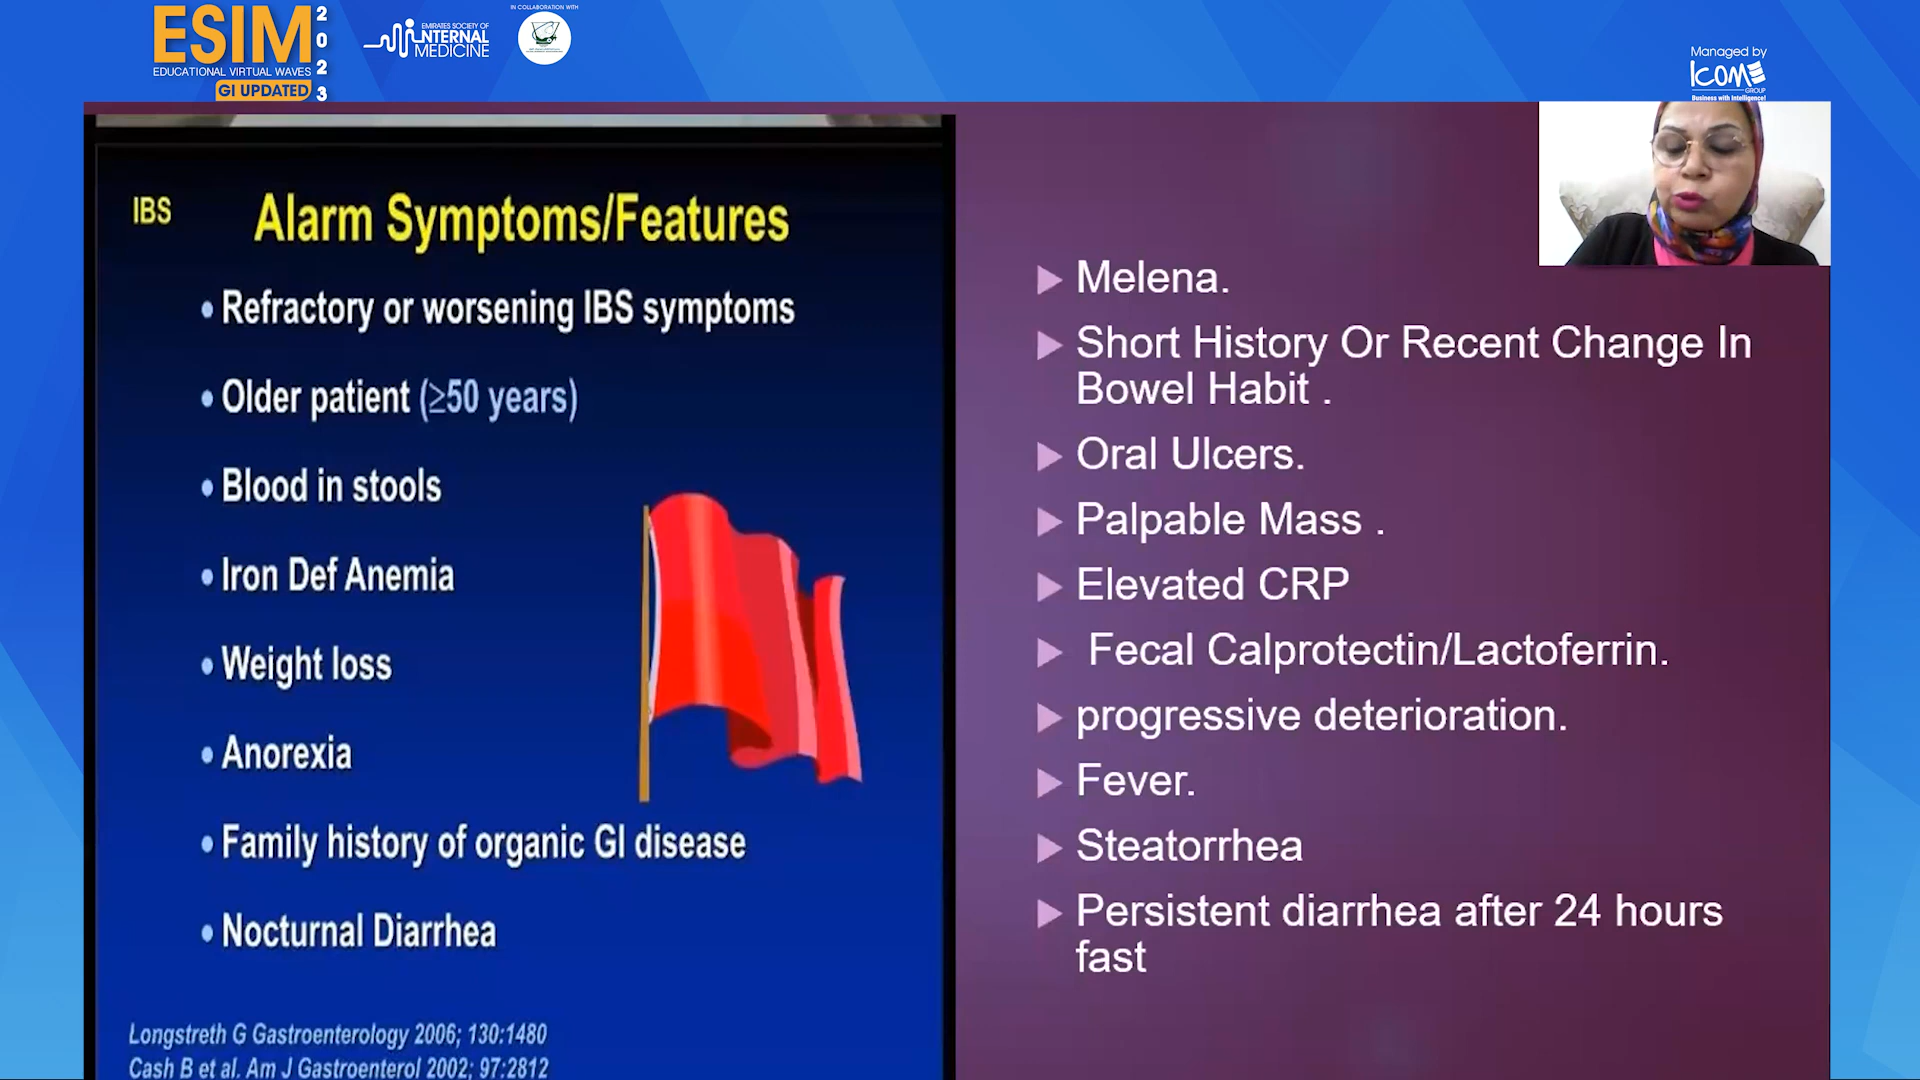 ESIM
2023
EDUCATIONAL VIRTUAL WAVES
GI UPDATED
EMIRATES SOCIETY OF
INTERNAL
MEDICINE
IN COLLABORATION WITH
Managed by
ICOME
GROUP
Business with Intelligence!
IBS
Alarm Symptoms/Features
• Refractory or worsening IBS symptoms
• Older patient (≥50 years)
• Blood in stools
• Iron Def Anemia
• Weight loss
• Anorexia
• Family history of organic GI disease
• Nocturnal Diarrhea
Longstreth G Gastroenterology 2006; 130:1480
Cash B et al. Am J Gastroenterol 2002; 97:2812
Melena.
Short History Or Recent Change In
Bowel Habit .
Oral Ulcers.
Palpable Mass .
Elevated CRP
Fecal Calprotectin/Lactoferrin.
progressive deterioration.
Fever.
Steatorrhea
Persistent diarrhea after 24 hours
fast